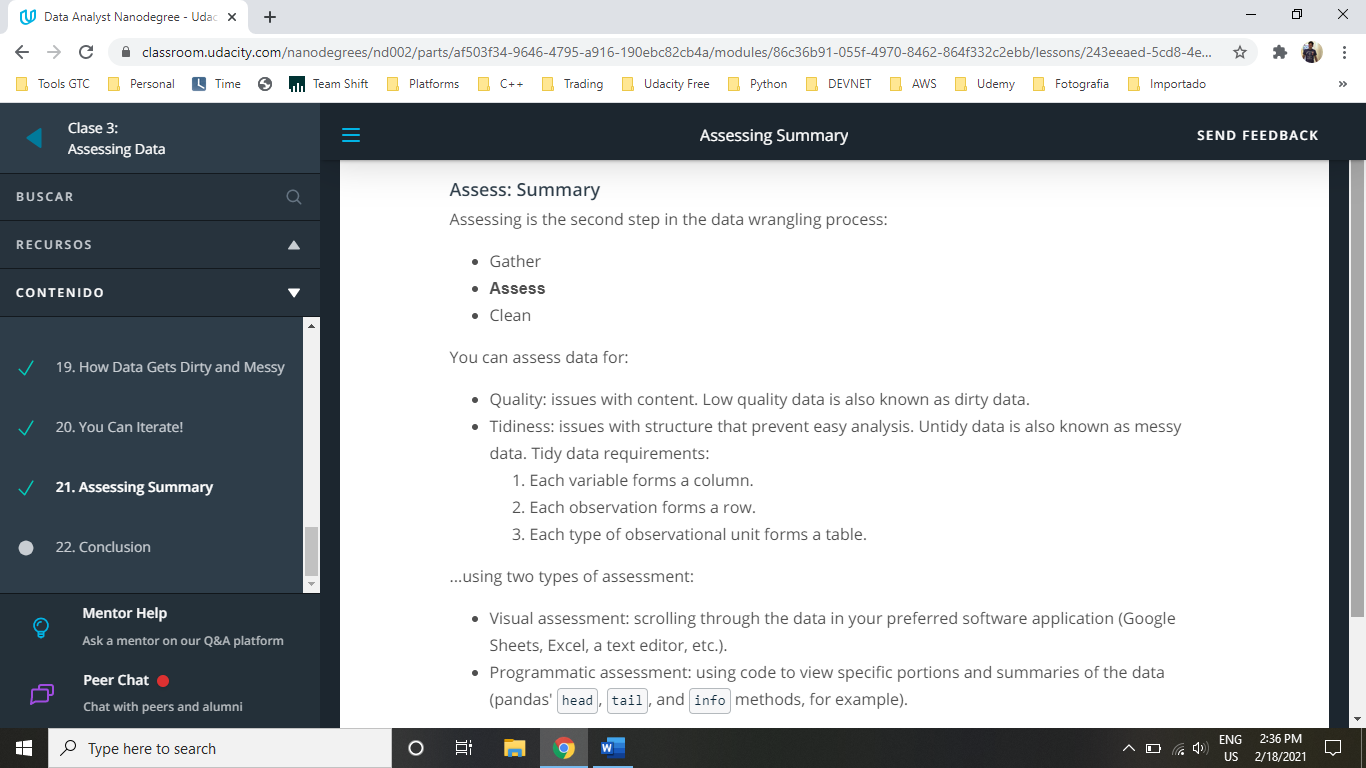 Data Analyst Nanodegree - Udac
classroom.udacity.com/nanodegrees/nd002/parts/af503f34-9646-4795-a916-190ebc82cb4a/modules/86c36b91-055f-4970-8462-864f332c2ebb/lessons/243eeaed-5cd8-4e...
Tools GTC Personal Time Team Shift Platforms C++ Trading Udacity Free Python DEVNET AWS Udemy Fotografia Importado »
Clase 3:
Assessing Data
Assessing Summary
SEND FEEDBACK
BUSCAR
RECURSOS
CONTENIDO
19. How Data Gets Dirty and Messy
20. You Can Iterate!
21. Assessing Summary
22. Conclusion
Mentor Help
Ask a mentor on our Q&A platform
Peer Chat
Chat with peers and alumni
Assess: Summary
Assessing is the second step in the data wrangling process:
• Gather
• Assess
• Clean
You can assess data for:
• Quality: issues with content. Low quality data is also known as dirty data.
• Tidiness: issues with structure that prevent easy analysis. Untidy data is also known as messy
data. Tidy data requirements:
1. Each variable forms a column.
2. Each observation forms a row.
3. Each type of observational unit forms a table.
...using two types of assessment:
• Visual assessment: scrolling through the data in your preferred software application (Google
Sheets, Excel, a text editor, etc.).
• Programmatic assessment: using code to view specific portions and summaries of the data
(pandas' head, tail, and info methods, for example).
Type here to search
W
ENG
US
2:36 PM
2/18/2021